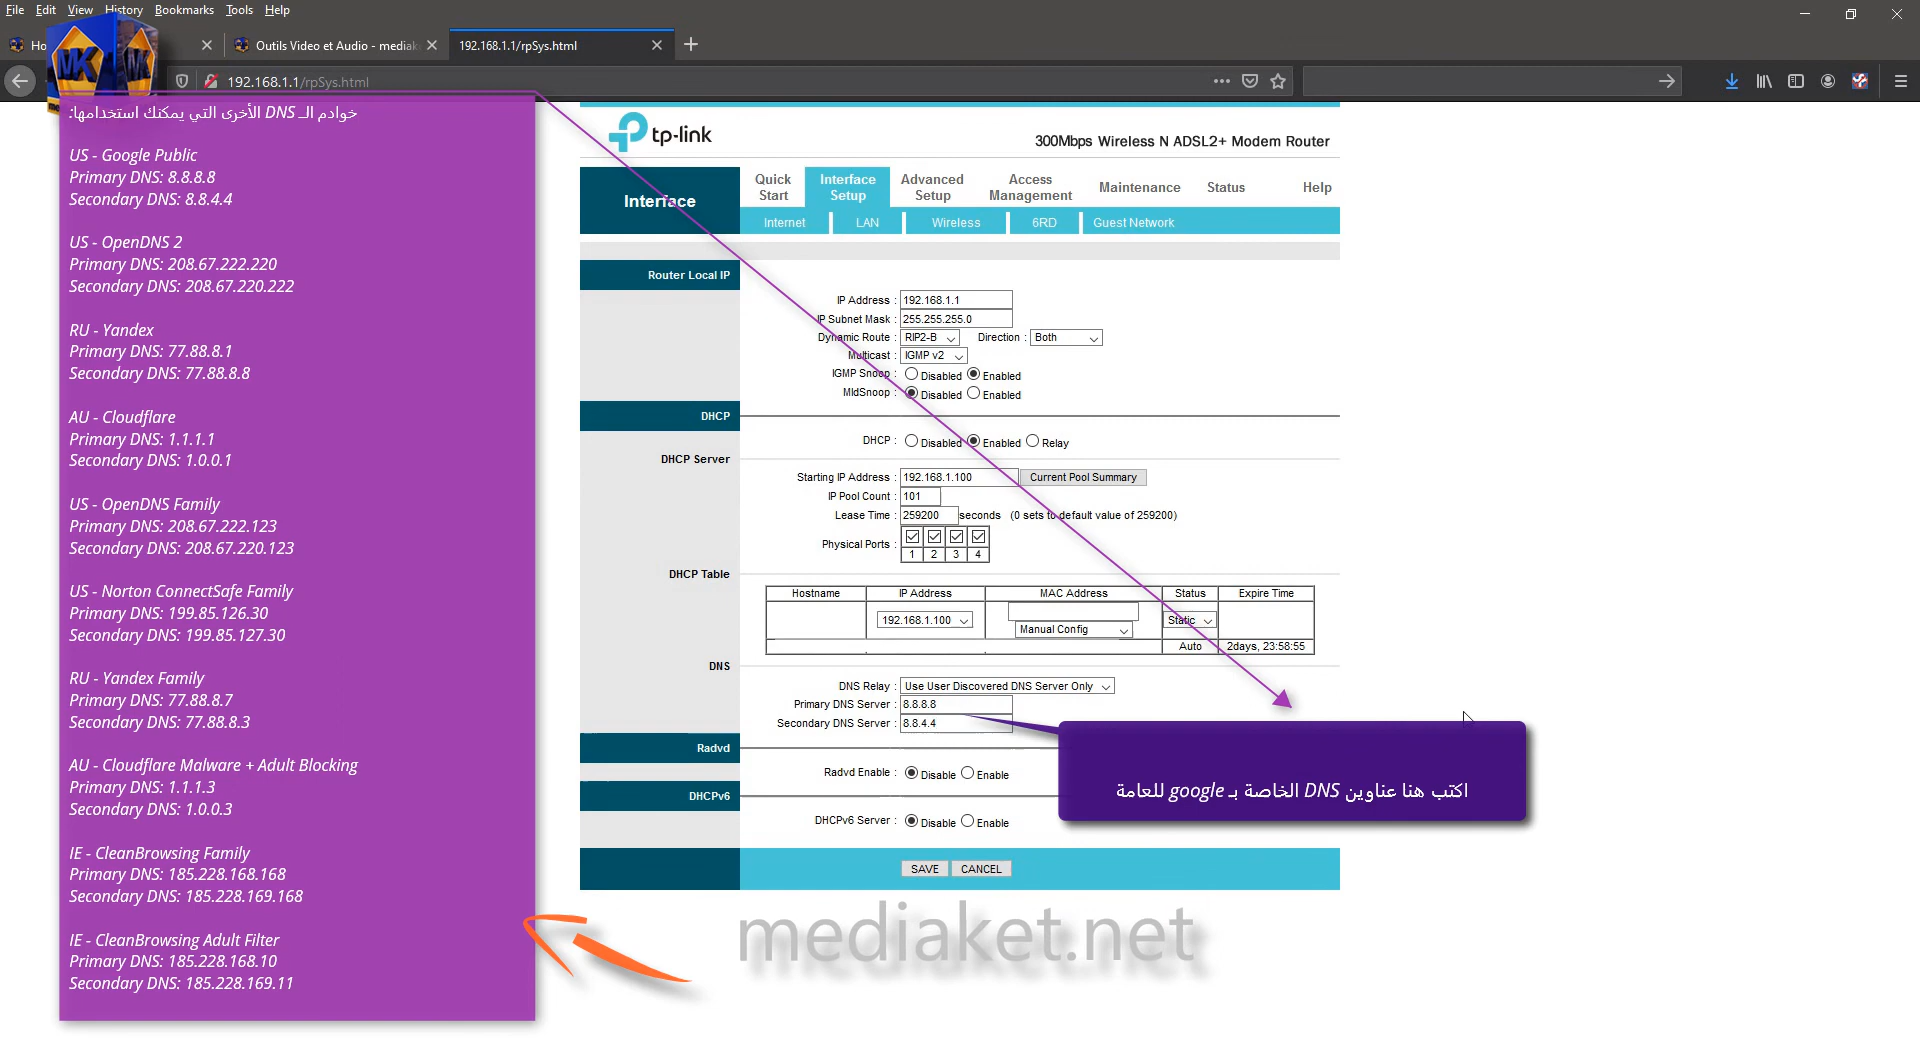 File Edit View History Bookmarks Tools Help
Outils Video et Audio - mediak
192.168.1.1/rpSys.html
192.168.1.1/rpSys.html
MK MK
خوادم الـ DNS الأخرى التي يمكنك استخدامها:
US - Google Public
Primary DNS: 8.8.8.8
Secondary DNS: 8.8.4.4
US - OpenDNS 2
Primary DNS: 208.67.222.220
Secondary DNS: 208.67.220.222
RU - Yandex
Primary DNS: 77.88.8.1
Secondary DNS: 77.88.8.8
AU - Cloudflare
Primary DNS: 1.1.1.1
Secondary DNS: 1.0.0.1
US - OpenDNS Family
Primary DNS: 208.67.222.123
Secondary DNS: 208.67.220.123
US - Norton ConnectSafe Family
Primary DNS: 199.85.126.30
Secondary DNS: 199.85.127.30
RU - Yandex Family
Primary DNS: 77.88.8.7
Secondary DNS: 77.88.8.3
AU - Cloudflare Malware + Adult Blocking
Primary DNS: 1.1.1.3
Secondary DNS: 1.0.0.3
IE - CleanBrowsing Family
Primary DNS: 185.228.168.168
Secondary DNS: 185.228.169.168
IE - CleanBrowsing Adult Filter
Primary DNS: 185.228.168.10
Secondary DNS: 185.228.169.11
tp-link
300Mbps Wireless N ADSL2+ Modem Router
Interface
Quick Start Interface Setup Advanced Setup Access Management Maintenance Status Help
Internet LAN Wireless 6RD Guest Network
Router Local IP
IP Address : 192.168.1.1
IP Subnet Mask : 255.255.255.0
Dynamic Route : RIP2-B Direction : Both
Multicast : IGMP v2
IGMP Snoop : Disabled Enabled
MldSnoop : Disabled Enabled
DHCP
DHCP : Disabled Enabled Relay
DHCP Server
Starting IP Address : 192.168.1.100 Current Pool Summary
IP Pool Count : 101
Lease Time : 259200 seconds (0 sets to default value of 259200)
Physical Ports :
1 2 3 4
DHCP Table
Hostname IP Address MAC Address Status Expire Time
192.168.1.100 Manual Config Static
Auto 2days, 23:58:55
DNS
DNS Relay : Use User Discovered DNS Server Only
Primary DNS Server : 8.8.8.8
Secondary DNS Server : 8.8.4.4
Radvd
Radvd Enable : Disable Enable
DHCPv6
DHCPv6 Server : Disable Enable
اكتب هنا عناوين DNS الخاصة بـ google للعامة
SAVE CANCEL
mediaket.net